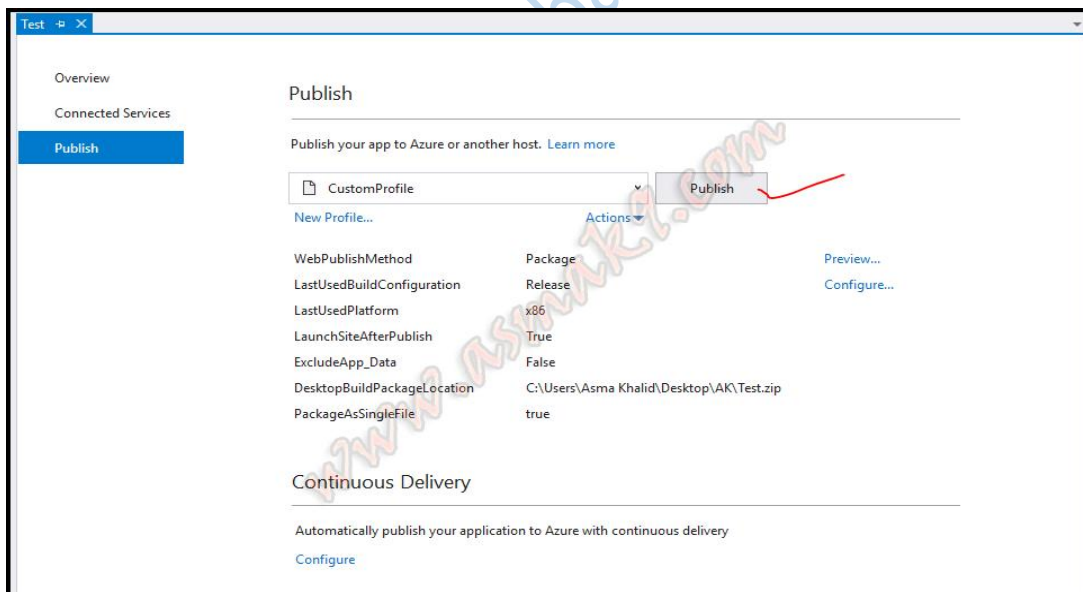 Test
Overview
Connected Services
Publish
Publish
Publish your app to Azure or another host. Learn more
CustomProfile Publish
New Profile... Actions
WebPublishMethod Package Preview...
LastUsedBuildConfiguration Release Configure...
LastUsedPlatform x86
LaunchSiteAfterPublish True
ExcludeApp_Data False
DesktopBuildPackageLocation C:\Users\Asma Khalid\Desktop\AK\Test.zip
PackageAsSingleFile true
www.asmak9.com
Continuous Delivery
Automatically publish your application to Azure with continuous delivery
Configure